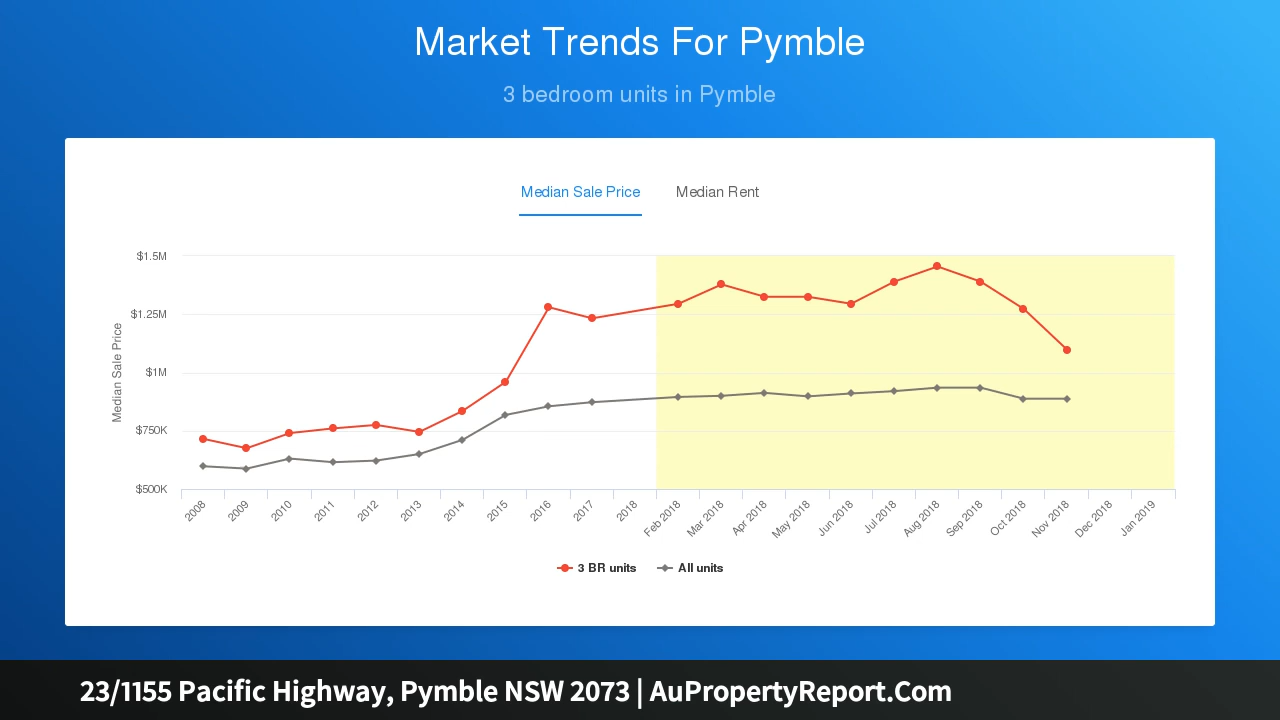 Market Trends For Pymble
3 bedroom units in Pymble
Median Sale Price
Median Rent
$1.5M
$1.25M
$1M
$750K
$500K
Median Sale Price
2008
2009
2010
2011
2012
2013
2014
2015
2016
2017
2018
Feb 2018
Mar 2018
Apr 2018
May 2018
Jun 2018
Jul 2018
Aug 2018
Sep 2018
Oct 2018
Nov 2018
Dec 2018
Jan 2019
3 BR units
All units
23/1155 Pacific Highway, Pymble NSW 2073 | AuPropertyReport.Com